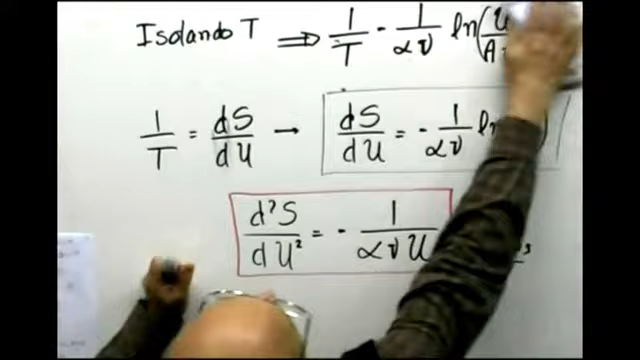 Isolando T ⟹ 1/T - 1/αν ln(U/A
1/T = dS/dU → dS/dU = - 1/αν ln
d²S/dU² = - 1/ανU